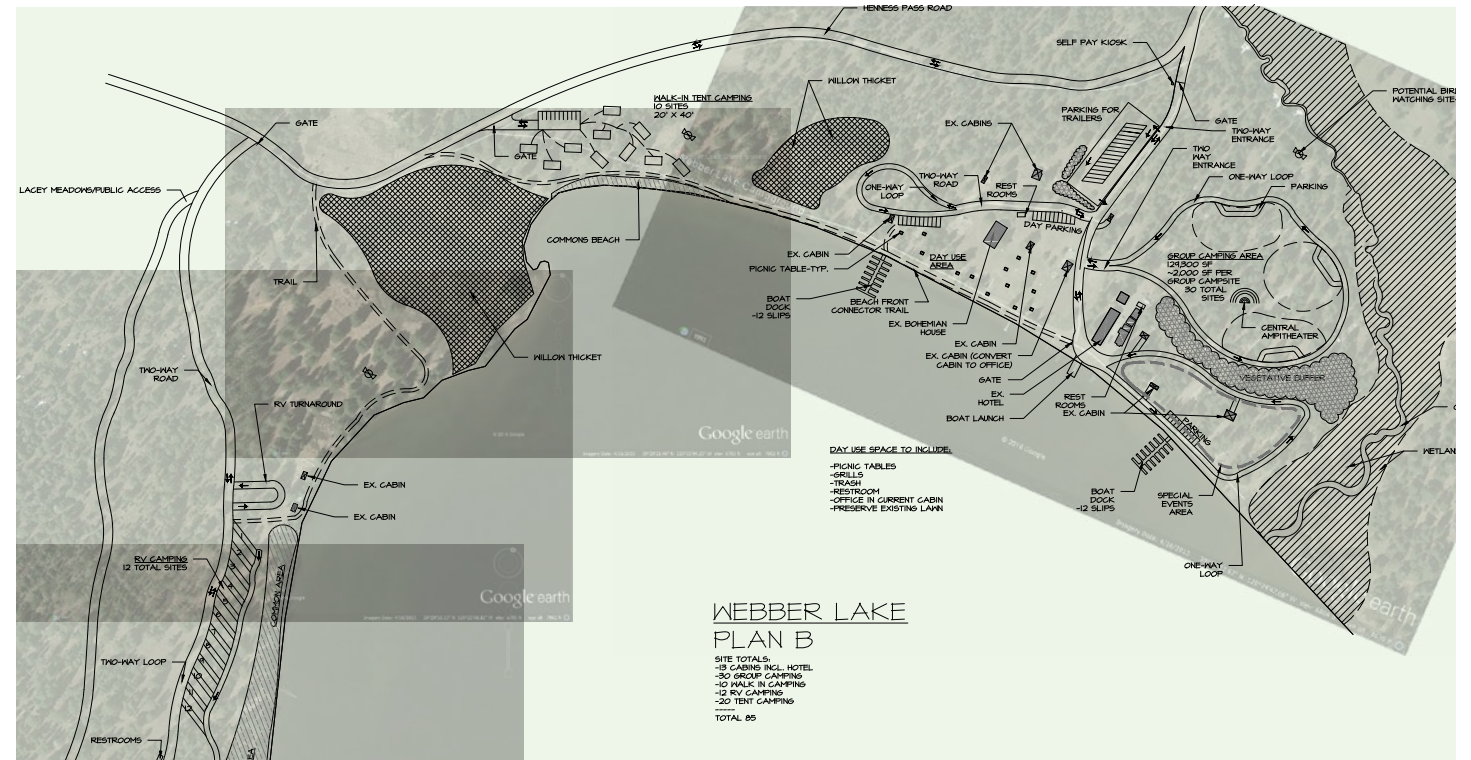 HENNESS PASS ROAD
SELF PAY KIOSK
WILLOW THICKET
POTENTIAL BIR
WATCHING SITE
WALK-IN TENT CAMPING
10 SITES
20' X 40'
PARKING FOR
TRAILERS
GATE
EX. CABINS
GATE
TWO-WAY
ENTRANCE
GATE
TWO
WAY
ENTRANCE
LACEY MEADOWS/PUBLIC ACCESS
ONE-WAY
LOOP
TWO-WAY
ROAD
REST
ROOMS
ONE-WAY LOOP
PARKING
DAY PARKING
COMMONS BEACH
EX. CABIN
PICNIC TABLE-TYP.
DAY USE
AREA
GROUP CAMPING AREA
129,300 SF
~2,000 SF PER
GROUP CAMPSITE
30 TOTAL
SITES
TRAIL
BOAT
DOCK
~12 SLIPS
BEACH FRONT
CONNECTOR TRAIL
EX. BOHEMIAN
HOUSE
CENTRAL
AMPITHEATER
EX. CABIN
EX. CABIN (CONVERT
CABIN TO OFFICE)
WILLOW THICKET
TWO-WAY
ROAD
GATE
VEGETATIVE BUFFER
EX.
HOTEL
REST
ROOMS
EX. CABIN
RV TURNAROUND
BOAT LAUNCH
PARKING
Google earth
DAY USE SPACE TO INCLUDE:
-PICNIC TABLES
-GRILLS
-TRASH
-RESTROOM
-OFFICE IN CURRENT CABIN
-PRESERVE EXISTING LAWN
WETLAN
EX. CABIN
EX. CABIN
BOAT
DOCK
~12 SLIPS
SPECIAL
EVENTS
AREA
RV CAMPING
12 TOTAL SITES
COMMON AREA
ONE-WAY
LOOP
Google earth
earth
WEBBER LAKE
PLAN B
SITE TOTALS:
-13 CABINS INCL. HOTEL
-30 GROUP CAMPING
-10 WALK IN CAMPING
-12 RV CAMPING
-20 TENT CAMPING
-----
TOTAL 85
TWO-WAY LOOP
10
11
12
RESTROOMS